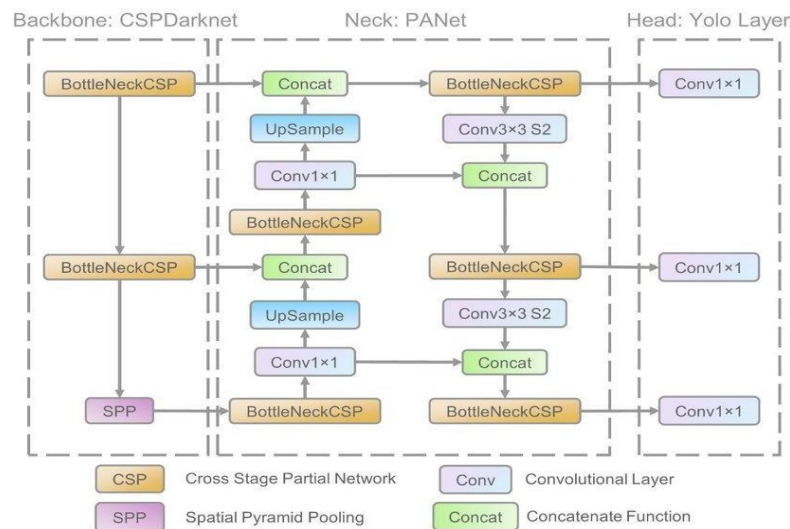 Backbone: CSPDarknet
Neck: PANet
Head: Yolo Layer
BottleNeckCSP
Concat
BottleNeckCSP
Conv1×1
UpSample
Conv3×3 S2
Conv1×1
Concat
BottleNeckCSP
BottleNeckCSP
Concat
BottleNeckCSP
Conv1×1
UpSample
Conv3×3 S2
Conv1×1
Concat
SPP
BottleNeckCSP
BottleNeckCSP
Conv1×1
CSP
Cross Stage Partial Network
Conv
Convolutional Layer
SPP
Spatial Pyramid Pooling
Concat
Concatenate Function